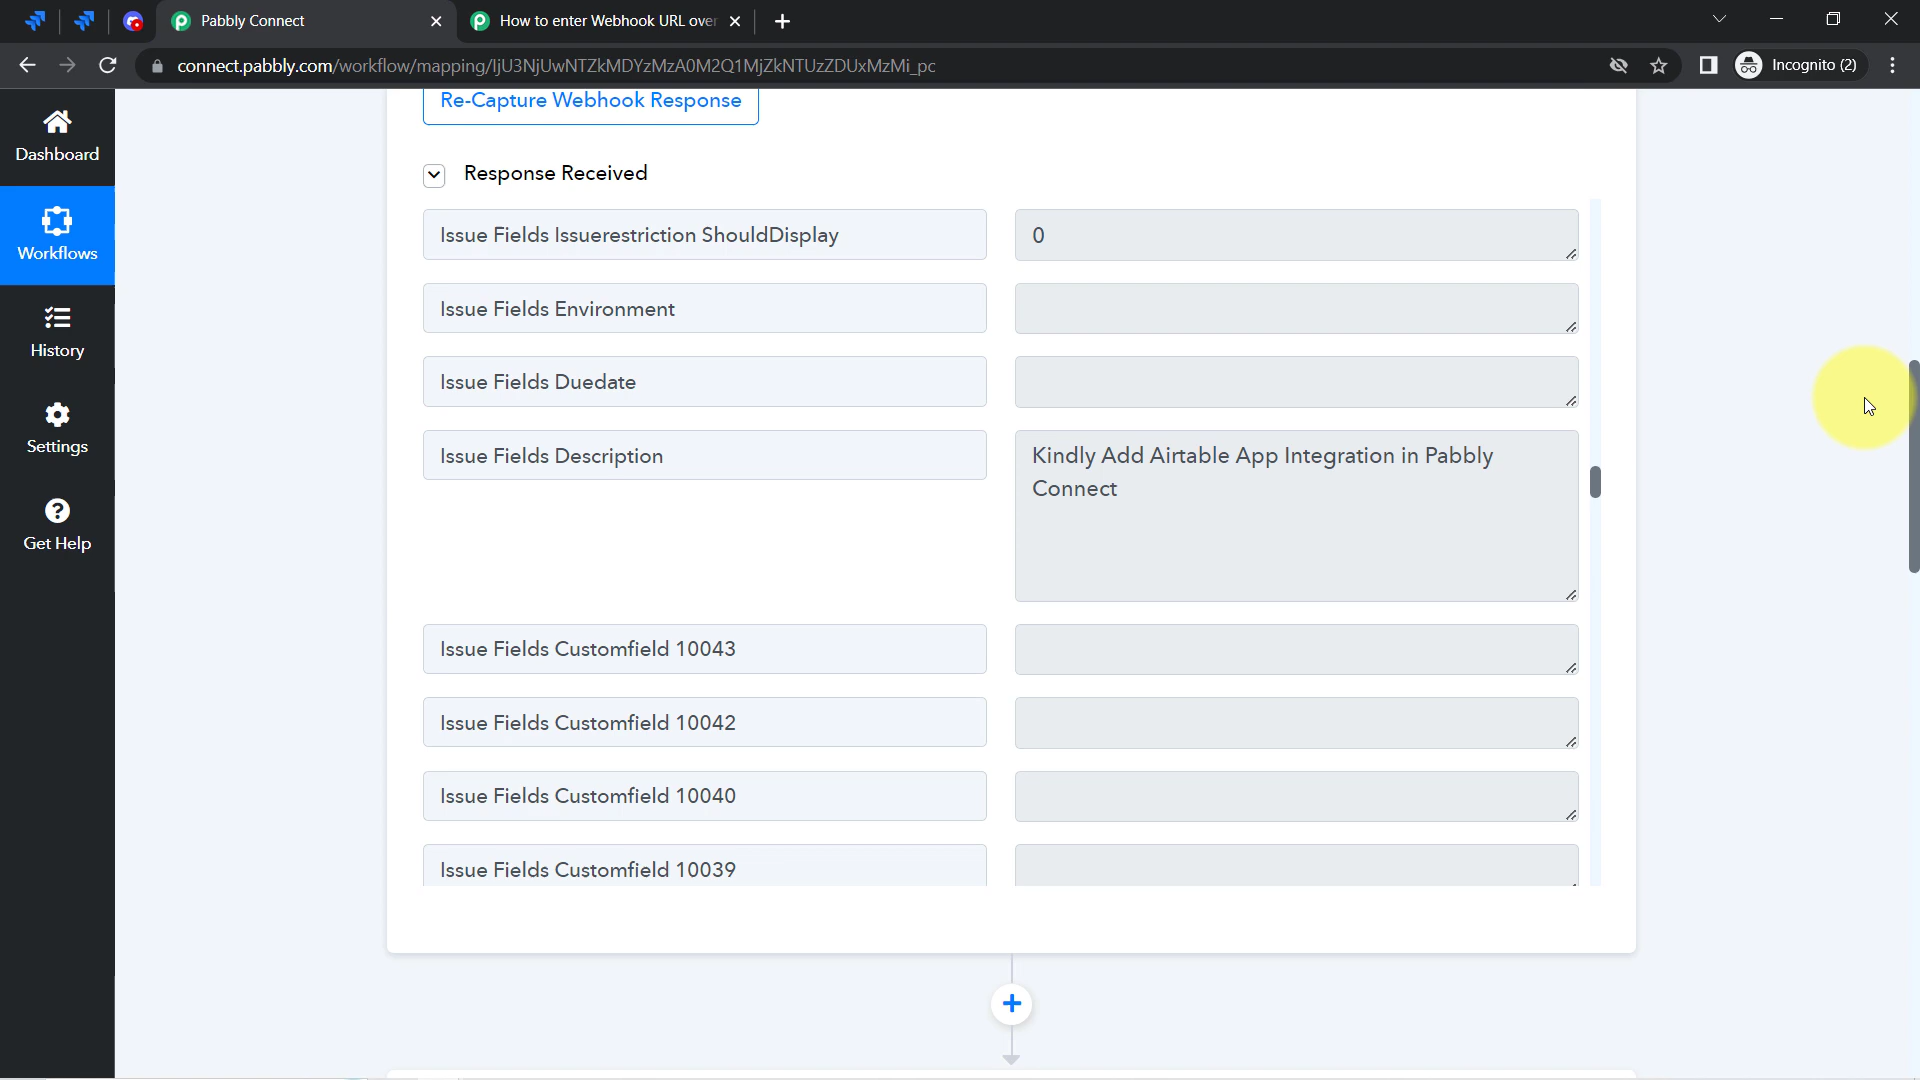 Pabbly Connect
How to enter Webhook URL over
connect.pabbly.com/workflow/mapping/IjU3NjUwNTZkMDYzMzA0M2Q1MjZkNTUzZDUxMzMi_pc
Incognito (2)
Dashboard
Workflows
History
Settings
Get Help
Re-Capture Webhook Response
Response Received
Issue Fields Issuerestriction ShouldDisplay
0
Issue Fields Environment
Issue Fields Duedate
Issue Fields Description
Kindly Add Airtable App Integration in Pabbly
Connect
Issue Fields Customfield 10043
Issue Fields Customfield 10042
Issue Fields Customfield 10040
Issue Fields Customfield 10039